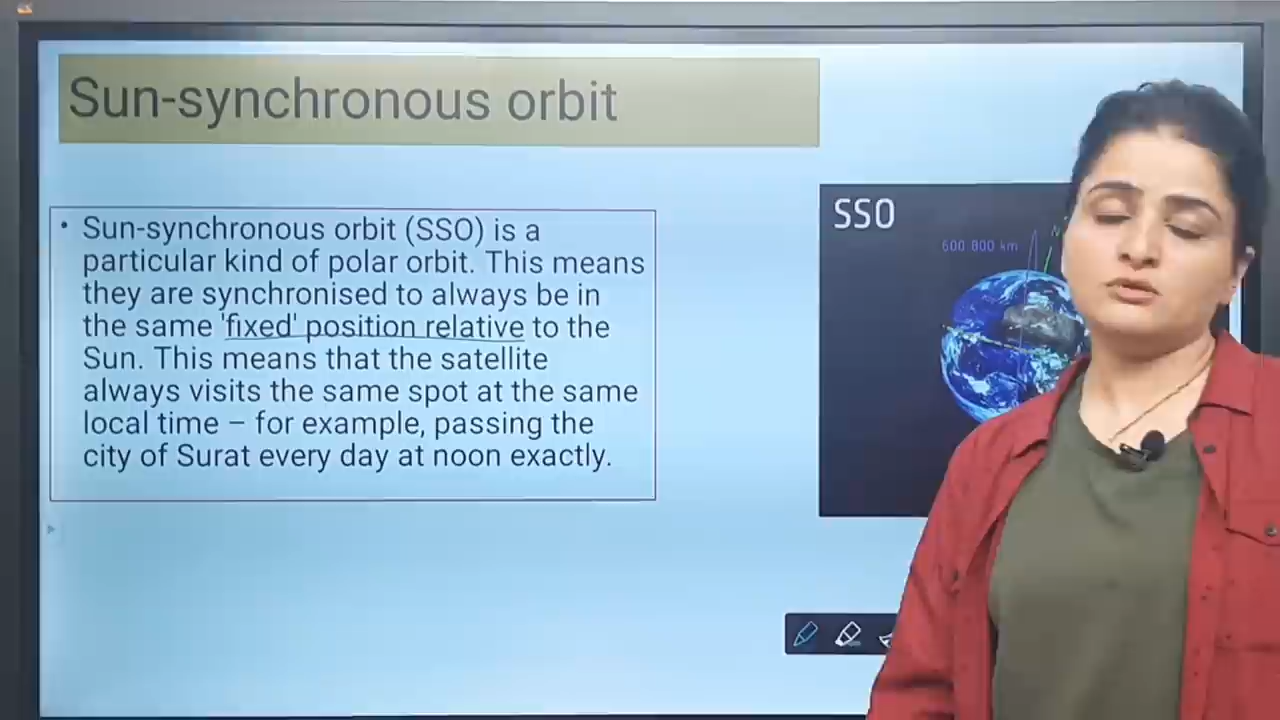 Sun-synchronous orbit
• Sun-synchronous orbit (SSO) is a
particular kind of polar orbit. This means
they are synchronised to always be in
the same 'fixed' position relative to the
Sun. This means that the satellite
always visits the same spot at the same
local time – for example, passing the
city of Surat every day at noon exactly.
SSO
600 800 km
N